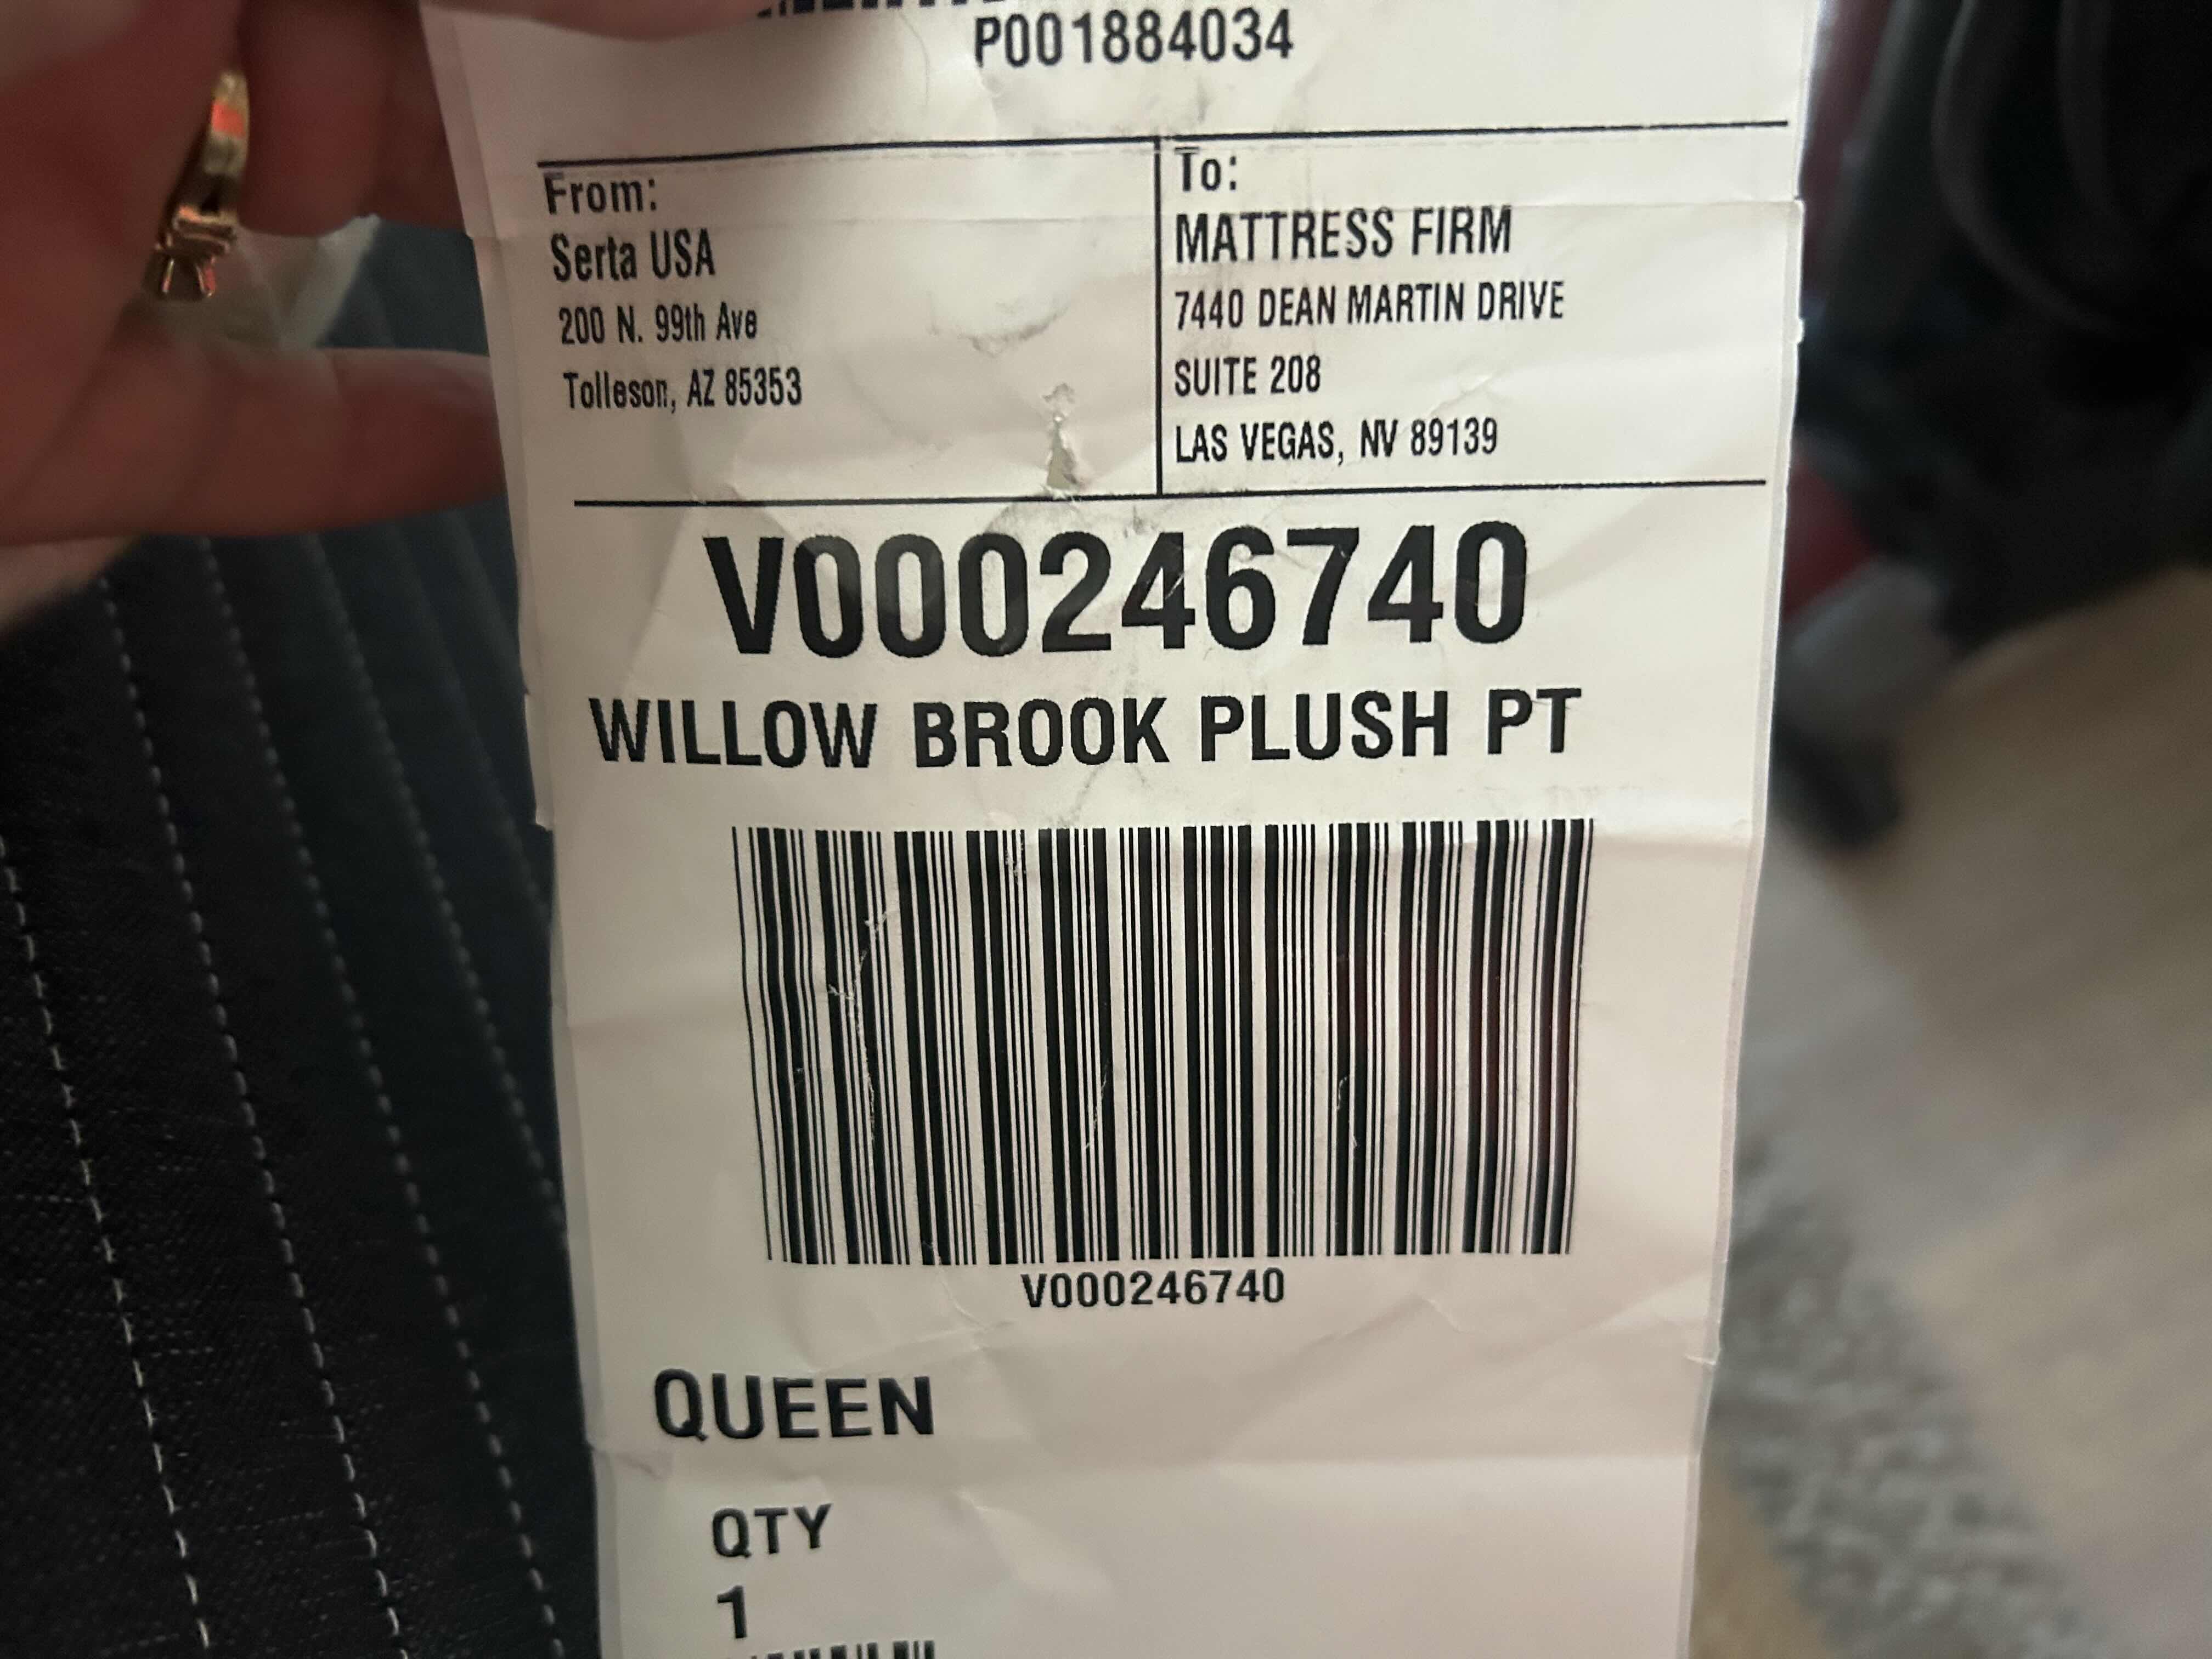 P001884034
From:
Serta USA
200 N. 99th Ave
Tolleson, AZ 85353
To:
MATTRESS FIRM
7440 DEAN MARTIN DRIVE
SUITE 208
LAS VEGAS, NV 89139
V000246740
WILLOW BROOK PLUSH PT
V000246740
QUEEN
QTY
1